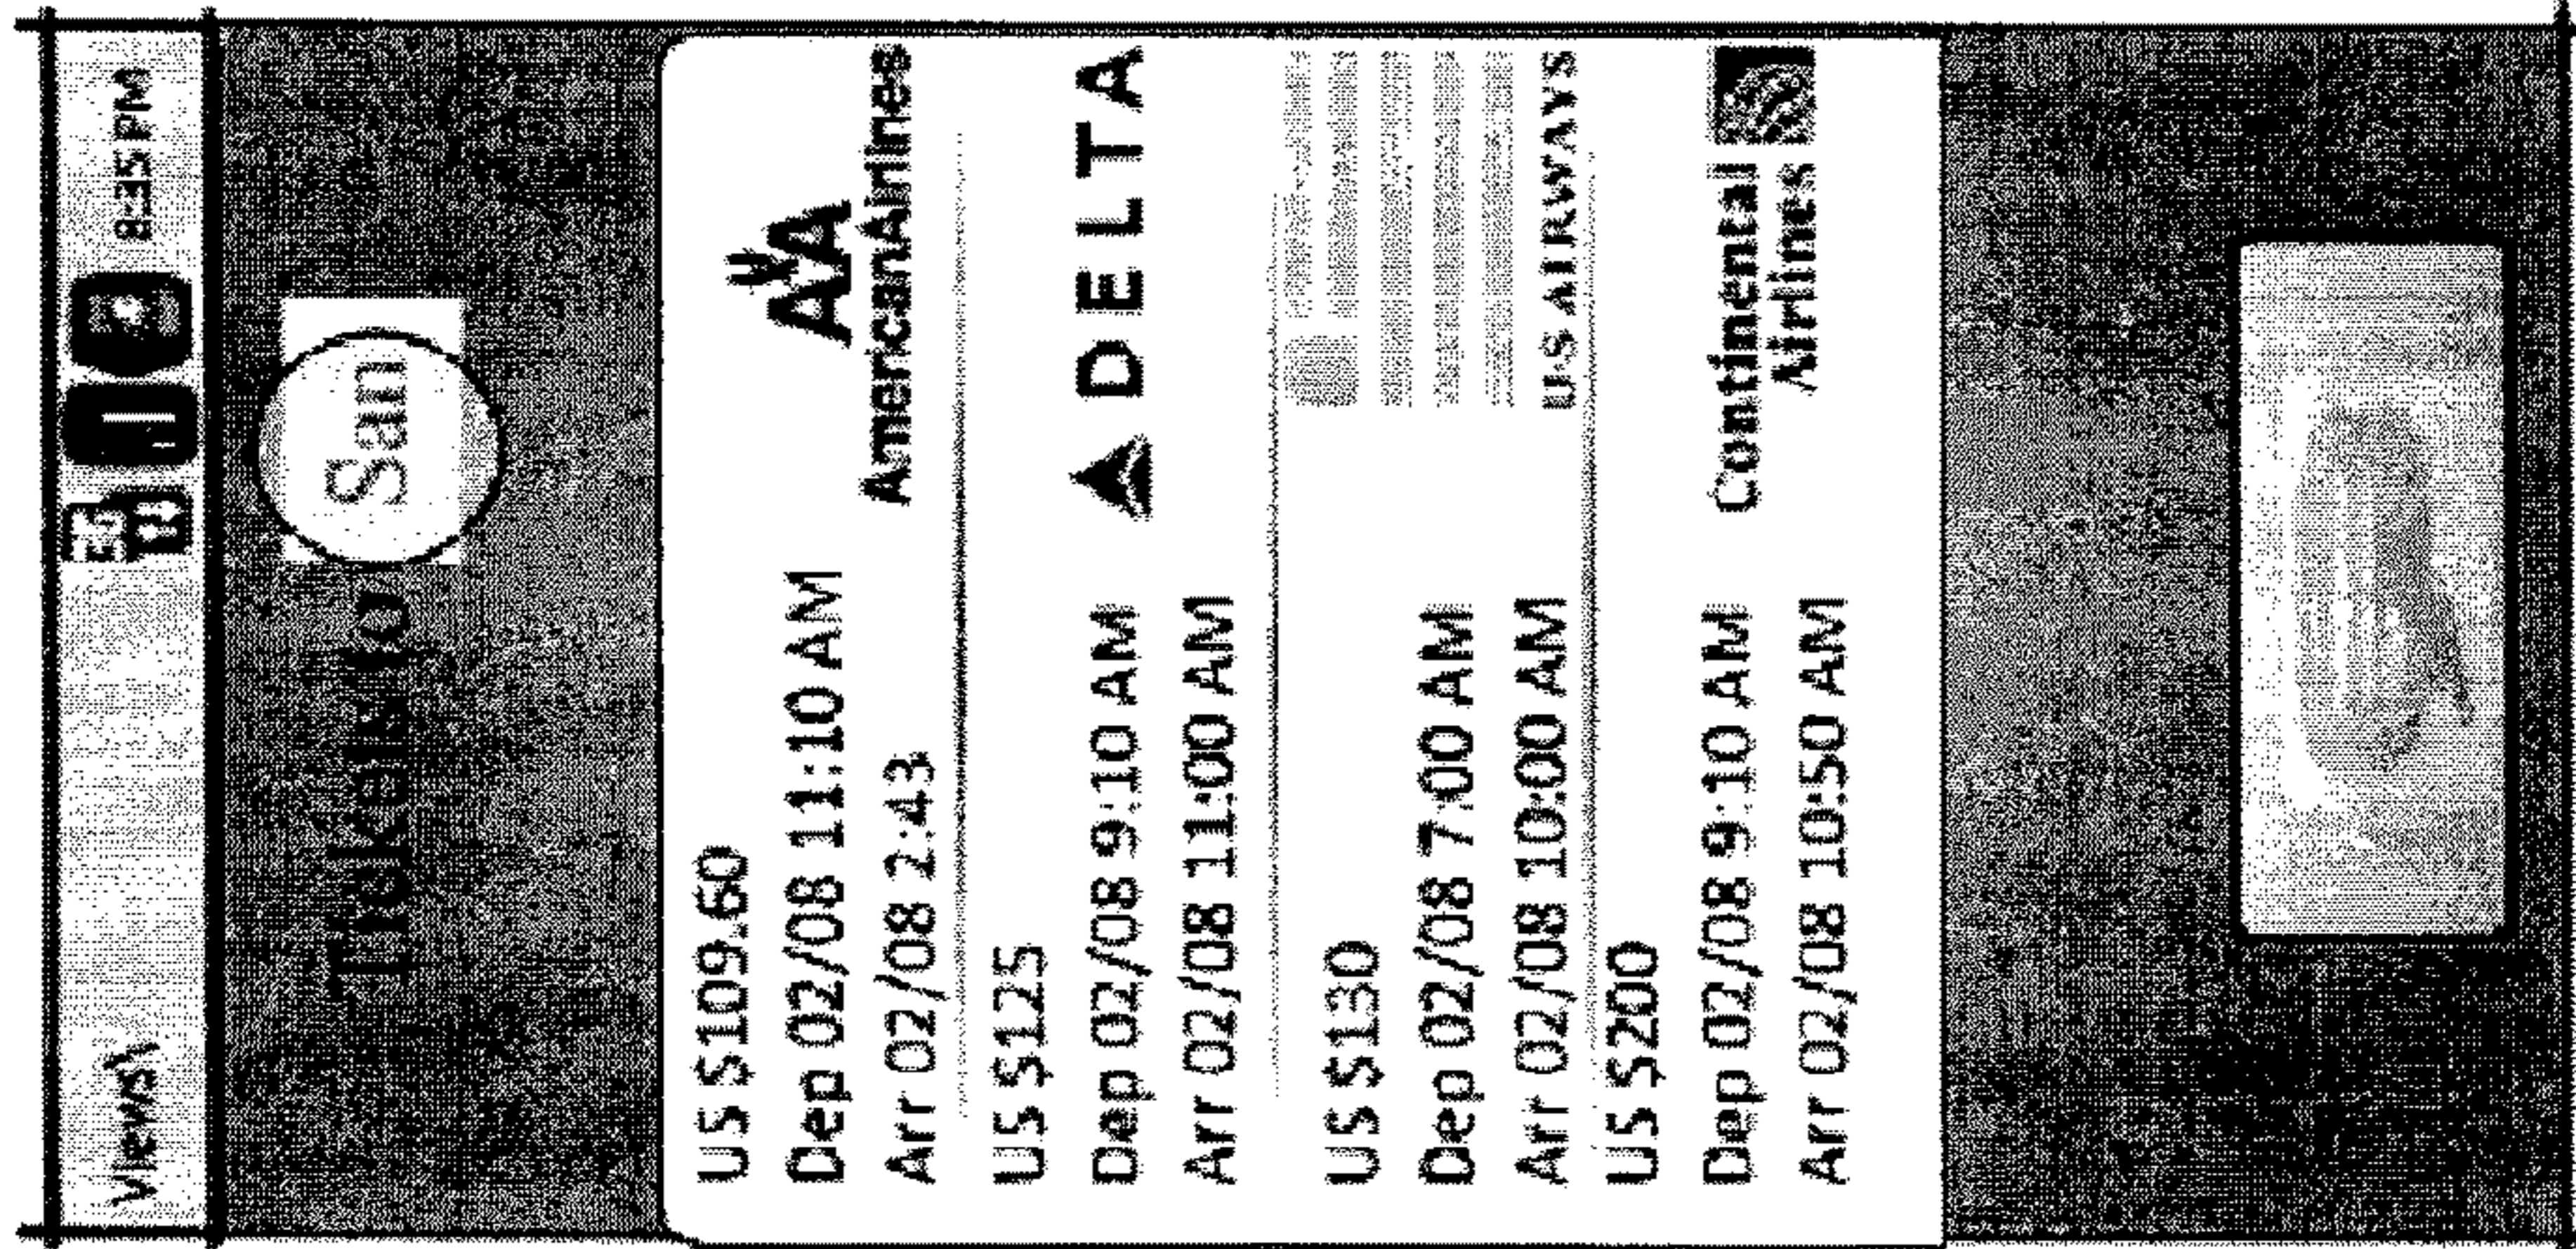 Views\ 8:35 PM
Tickets to San
US $109.60
Dep 02/08 11:10 AM
Arr 02/08 2:43
AA
AmericanAirlines
US $125
Dep 02/08 9:10 AM
Arr 02/08 11:00 AM
DELTA
US $130
Dep 02/08 7:00 AM
Arr 02/08 10:00 AM
U·S AIRWAYS
US $200
Dep 02/08 9:10 AM
Arr 02/08 10:50 AM
Continental
Airlines